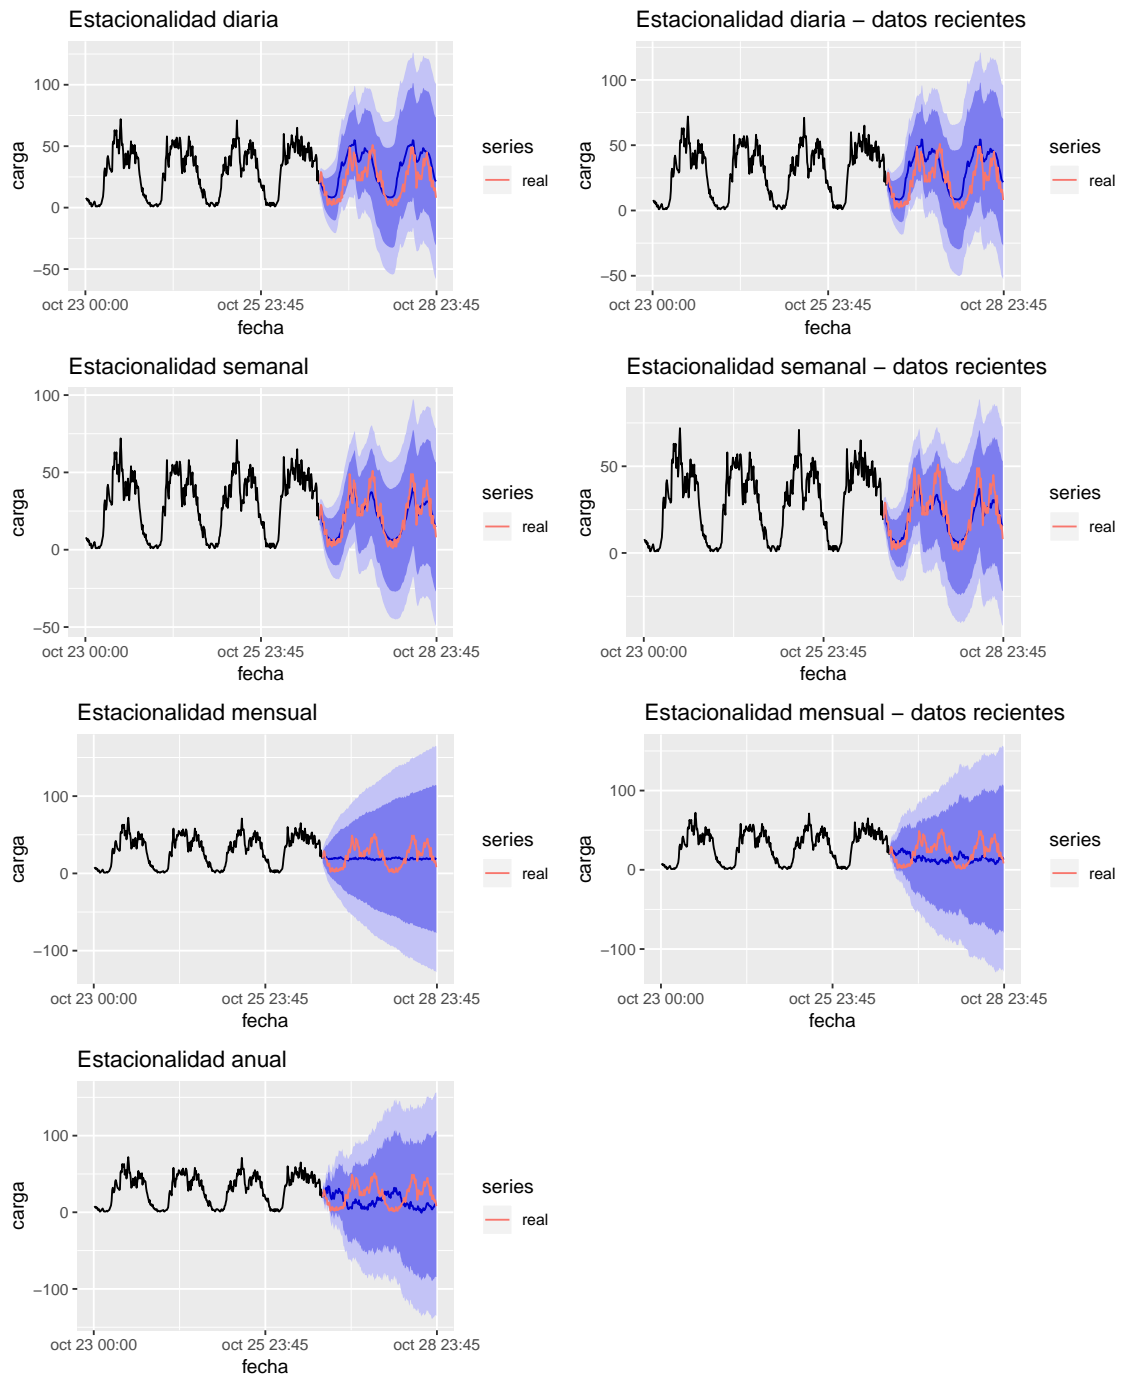 Estacionalidad diaria
100
50
0
−50
carga
oct 23 00:00
oct 25 23:45
oct 28 23:45
fecha
series
real
Estacionalidad diaria − datos recientes
100
50
0
−50
carga
oct 23 00:00
oct 25 23:45
oct 28 23:45
fecha
series
real
Estacionalidad semanal
100
50
0
−50
carga
oct 23 00:00
oct 25 23:45
oct 28 23:45
fecha
series
real
Estacionalidad semanal − datos recientes
50
0
carga
oct 23 00:00
oct 25 23:45
oct 28 23:45
fecha
series
real
Estacionalidad mensual
100
0
−100
carga
oct 23 00:00
oct 25 23:45
oct 28 23:45
fecha
series
real
Estacionalidad mensual − datos recientes
100
0
−100
carga
oct 23 00:00
oct 25 23:45
oct 28 23:45
fecha
series
real
Estacionalidad anual
100
0
−100
carga
oct 23 00:00
oct 25 23:45
oct 28 23:45
fecha
series
real